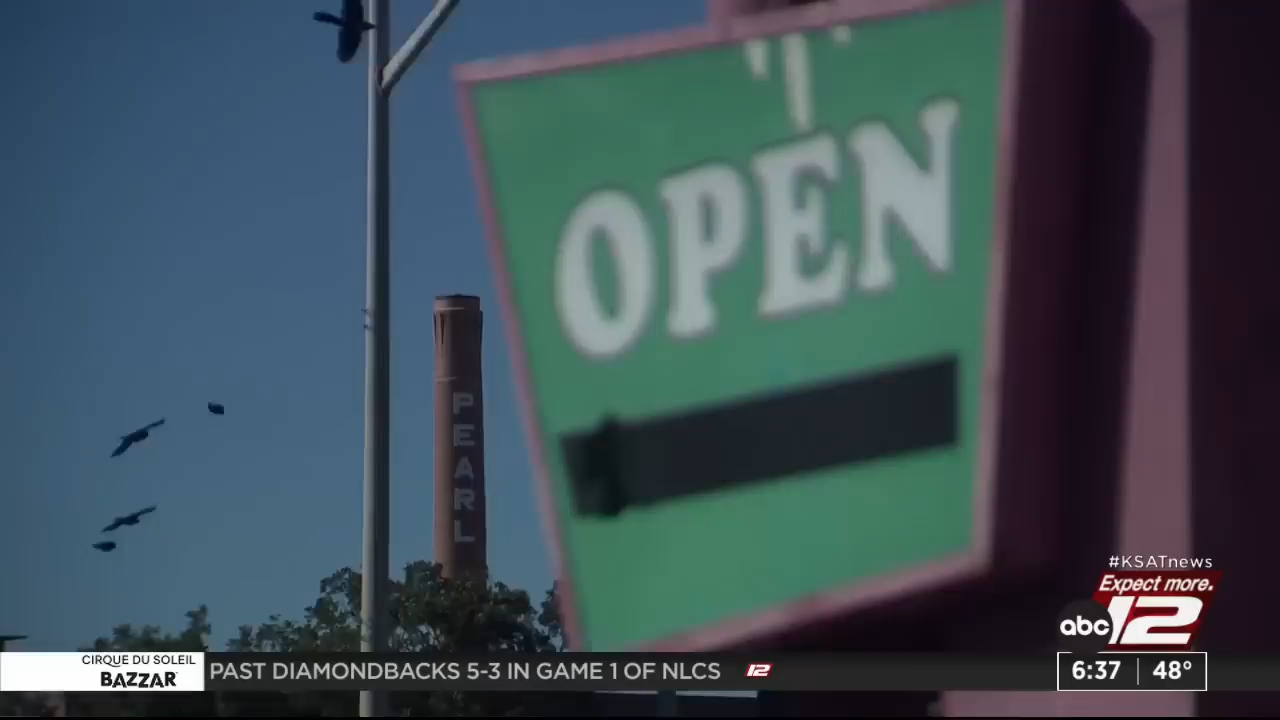 OPEN
PEARL
#KSATnews
Expect more.
abc 12
CIRQUE DU SOLEIL
BAZZAR
PAST DIAMONDBACKS 5-3 IN GAME 1 OF NLCS
12
6:37
48°